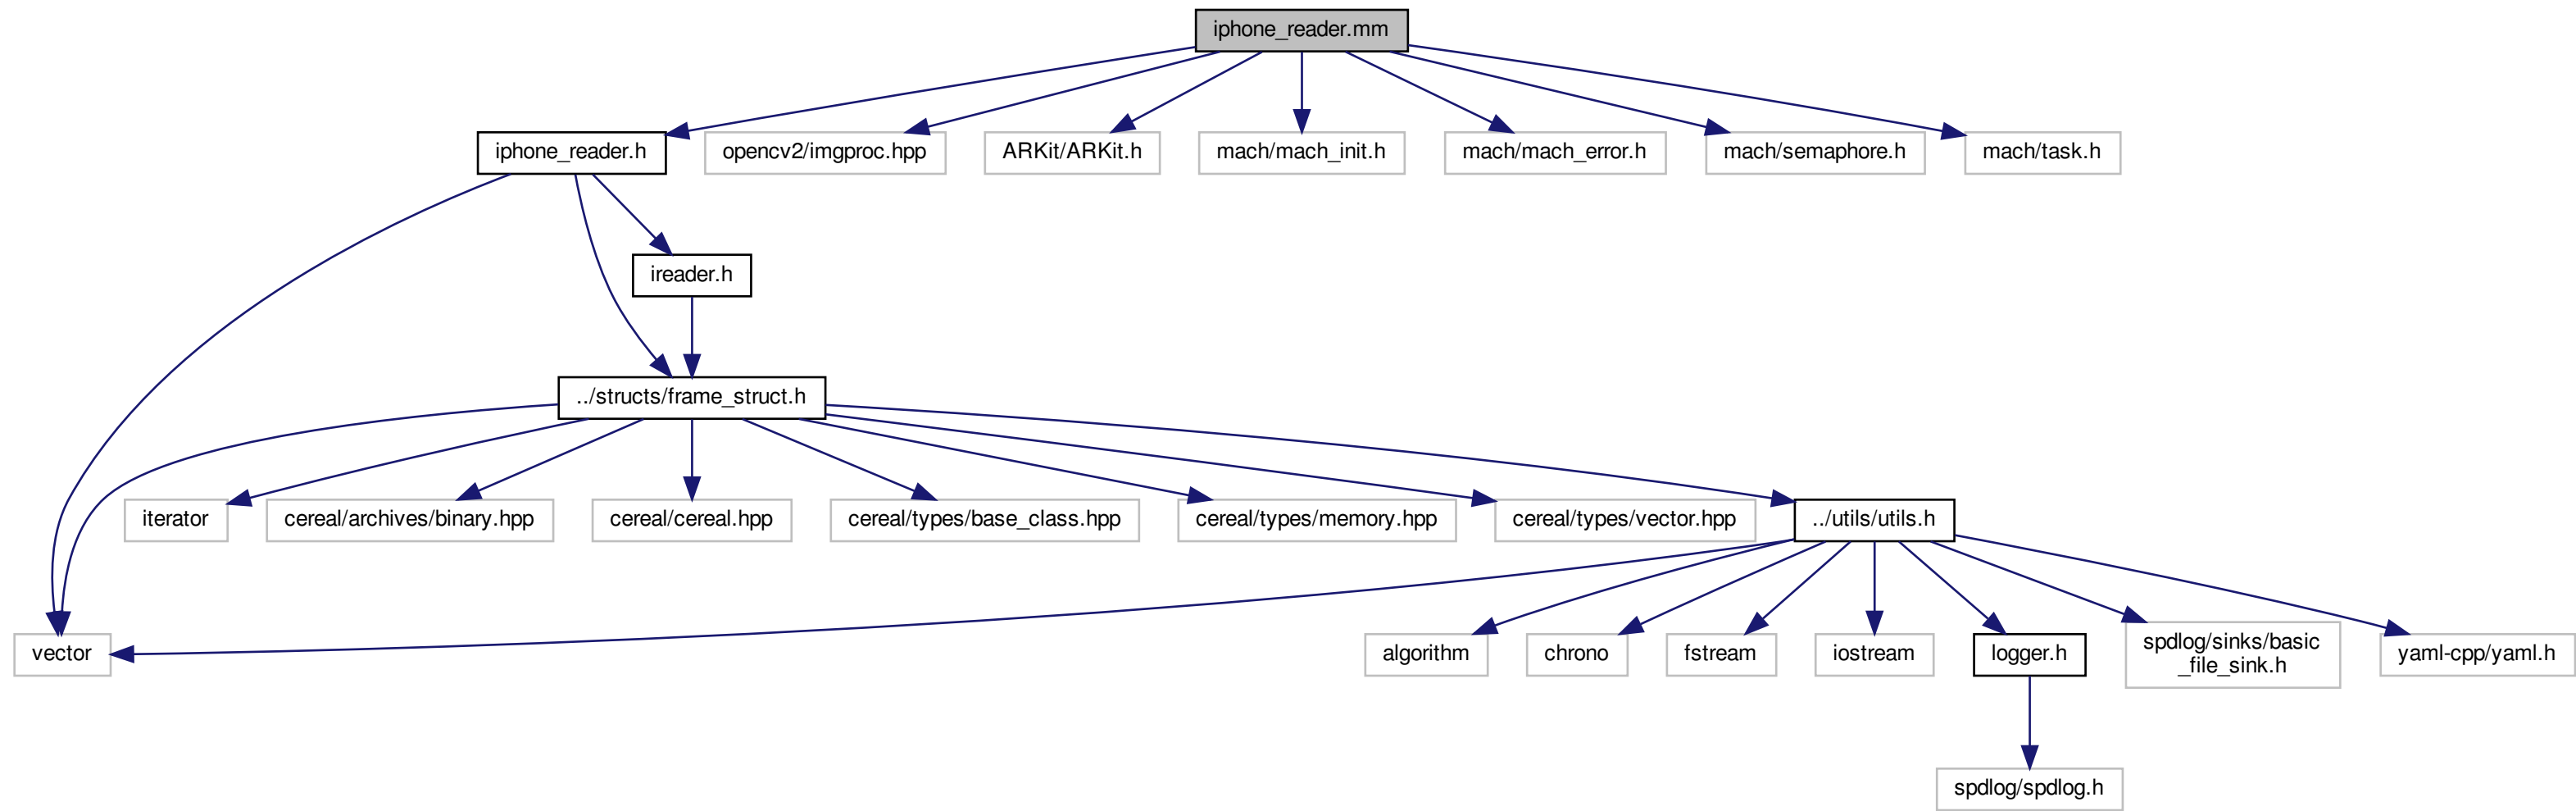 iphone_reader.mm
iphone_reader.h
opencv2/imgproc.hpp
ARKit/ARKit.h
mach/mach_init.h
mach/mach_error.h
mach/semaphore.h
mach/task.h
ireader.h
../structs/frame_struct.h
iterator
cereal/archives/binary.hpp
cereal/cereal.hpp
cereal/types/base_class.hpp
cereal/types/memory.hpp
cereal/types/vector.hpp
../utils/utils.h
vector
algorithm
chrono
fstream
iostream
logger.h
spdlog/sinks/basic
_file_sink.h
yaml-cpp/yaml.h
spdlog/spdlog.h